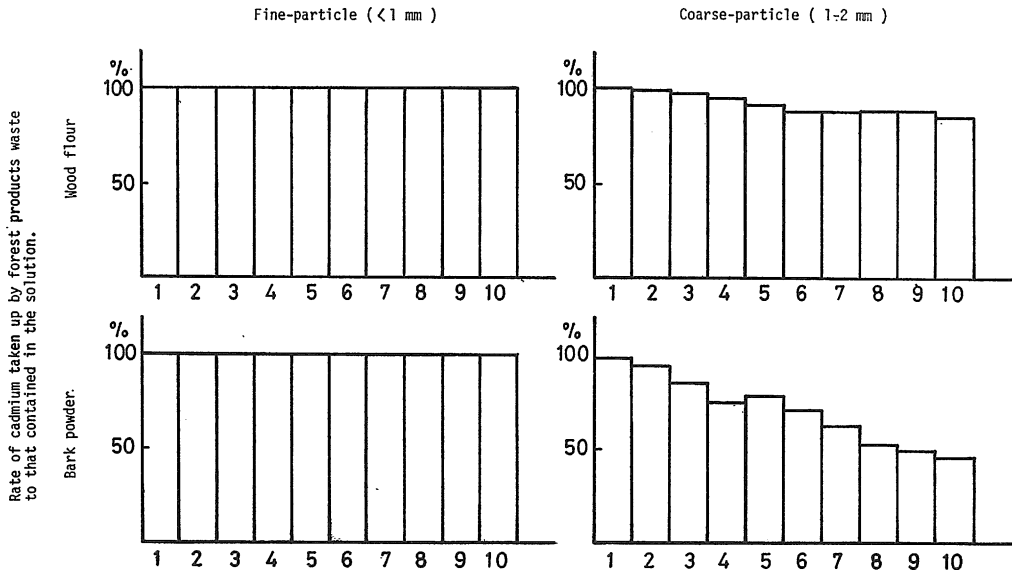 Fine-particle (<1 mm)
Coarse-particle (1-2 mm)
Rate of cadmium taken up by forest products waste
to that contained in the solution.
Wood flour
%
100
50
1 2 3 4 5 6 7 8 9 10
%
100
50
1 2 3 4 5 6 7 8 9 10
Bark powder.
%
100
50
1 2 3 4 5 6 7 8 9 10
%
100
50
1 2 3 4 5 6 7 8 9 10